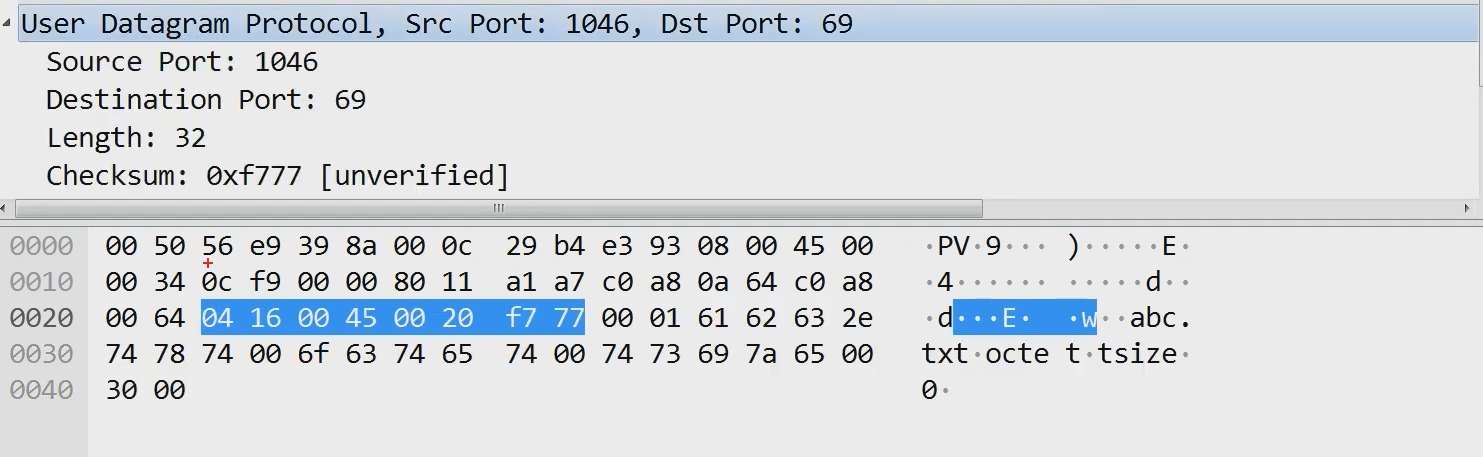 User Datagram Protocol, Src Port: 1046, Dst Port: 69
Source Port: 1046
Destination Port: 69
Length: 32
Checksum: 0xf777 [unverified]
0000 00 50 56 e9 39 8a 00 0c 29 b4 e3 93 08 00 45 00 ·PV·9··· )·····E·
0010 00 34 0c f9 00 00 80 11 a1 a7 c0 a8 0a 64 c0 a8 ·4······ ·····d··
0020 00 64 04 16 00 45 00 20 f7 77 00 01 61 62 63 2e ·d···E· ·w··abc.
0030 74 78 74 00 6f 63 74 65 74 00 74 73 69 7a 65 00 txt·octe t·tsize·
0040 30 00 0·